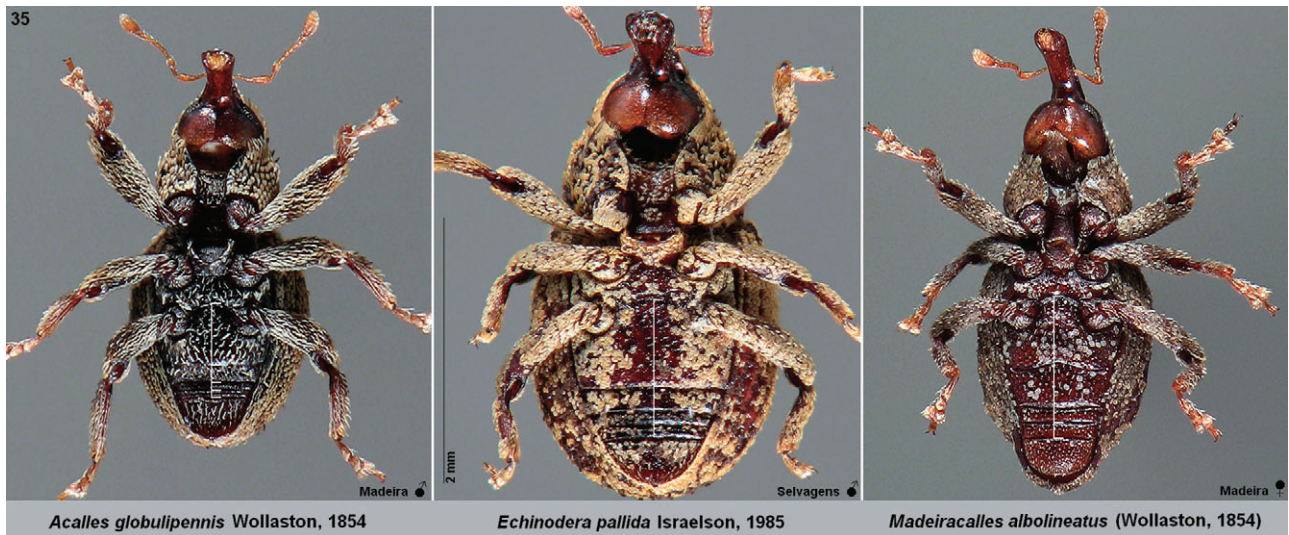 35
2 mm
Madeira ♂
Selvagens ♂
Madeira ♀
Acalles globulipennis Wollaston, 1854
Echinodera pallida Israelson, 1985
Madeiracalles albolineatus (Wollaston, 1854)